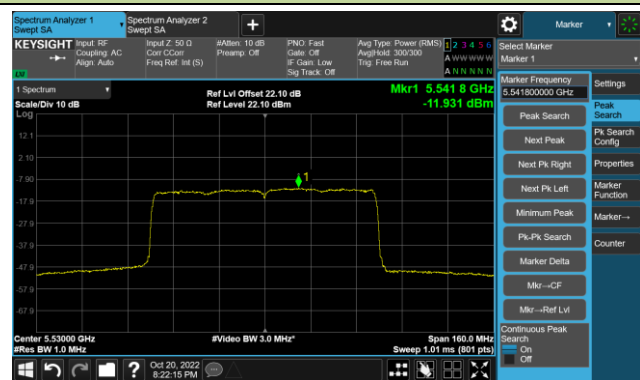 Spectrum Analyzer 1
Swept SA
Spectrum Analyzer 2
Swept SA
+
Marker
KEYSIGHT
Input: RF
Coupling: AC
Align: Auto
Input Z: 50 Ω
Corr CCorr
Freq Ref: Int (S)
#Atten: 10 dB
Preamp: Off
PNO: Fast
Gate: Off
IF Gain: Low
Sig Track: Off
Avg Type: Power (RMS)
Avg|Hold: 300/300
Trig: Free Run
1 2 3 4 5 6
A W W W W W
A N N N N N
LXI
Select Marker
Marker 1
1 Spectrum
Scale/Div 10 dB
Log
Ref Lvl Offset 22.10 dB
Ref Level 22.10 dBm
Mkr1 5.541 8 GHz
-11.931 dBm
12.1
2.10
-7.90
-17.9
-27.9
-37.9
-47.9
-57.9
-67.9
1
Center 5.53000 GHz
#Res BW 1.0 MHz
#Video BW 3.0 MHz*
Span 160.0 MHz
Sweep 1.01 ms (801 pts)
Marker Frequency
5.541800000 GHz
Peak Search
Next Peak
Next Pk Right
Next Pk Left
Minimum Peak
Pk-Pk Search
Marker Delta
Mkr→CF
Mkr→Ref Lvl
Continuous Peak
Search
On
Off
Settings
Peak
Search
Pk Search
Config
Properties
Marker
Function
Marker→
Counter
?
Oct 20, 2022
8:22:15 PM